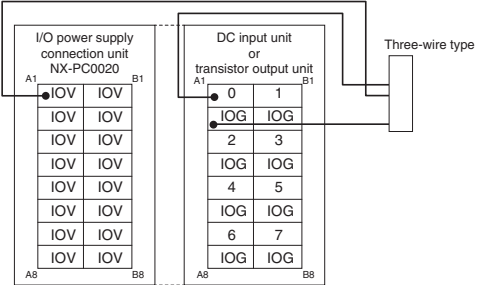 I/O power supply
connection unit
NX-PC0020
A1 B1
IOV IOV
IOV IOV
IOV IOV
IOV IOV
IOV IOV
IOV IOV
IOV IOV
IOV IOV
A8 B8
DC input unit
or
transistor output unit
A1 B1
0 1
IOG IOG
2 3
IOG IOG
4 5
IOG IOG
6 7
IOG IOG
A8 B8
Three-wire type